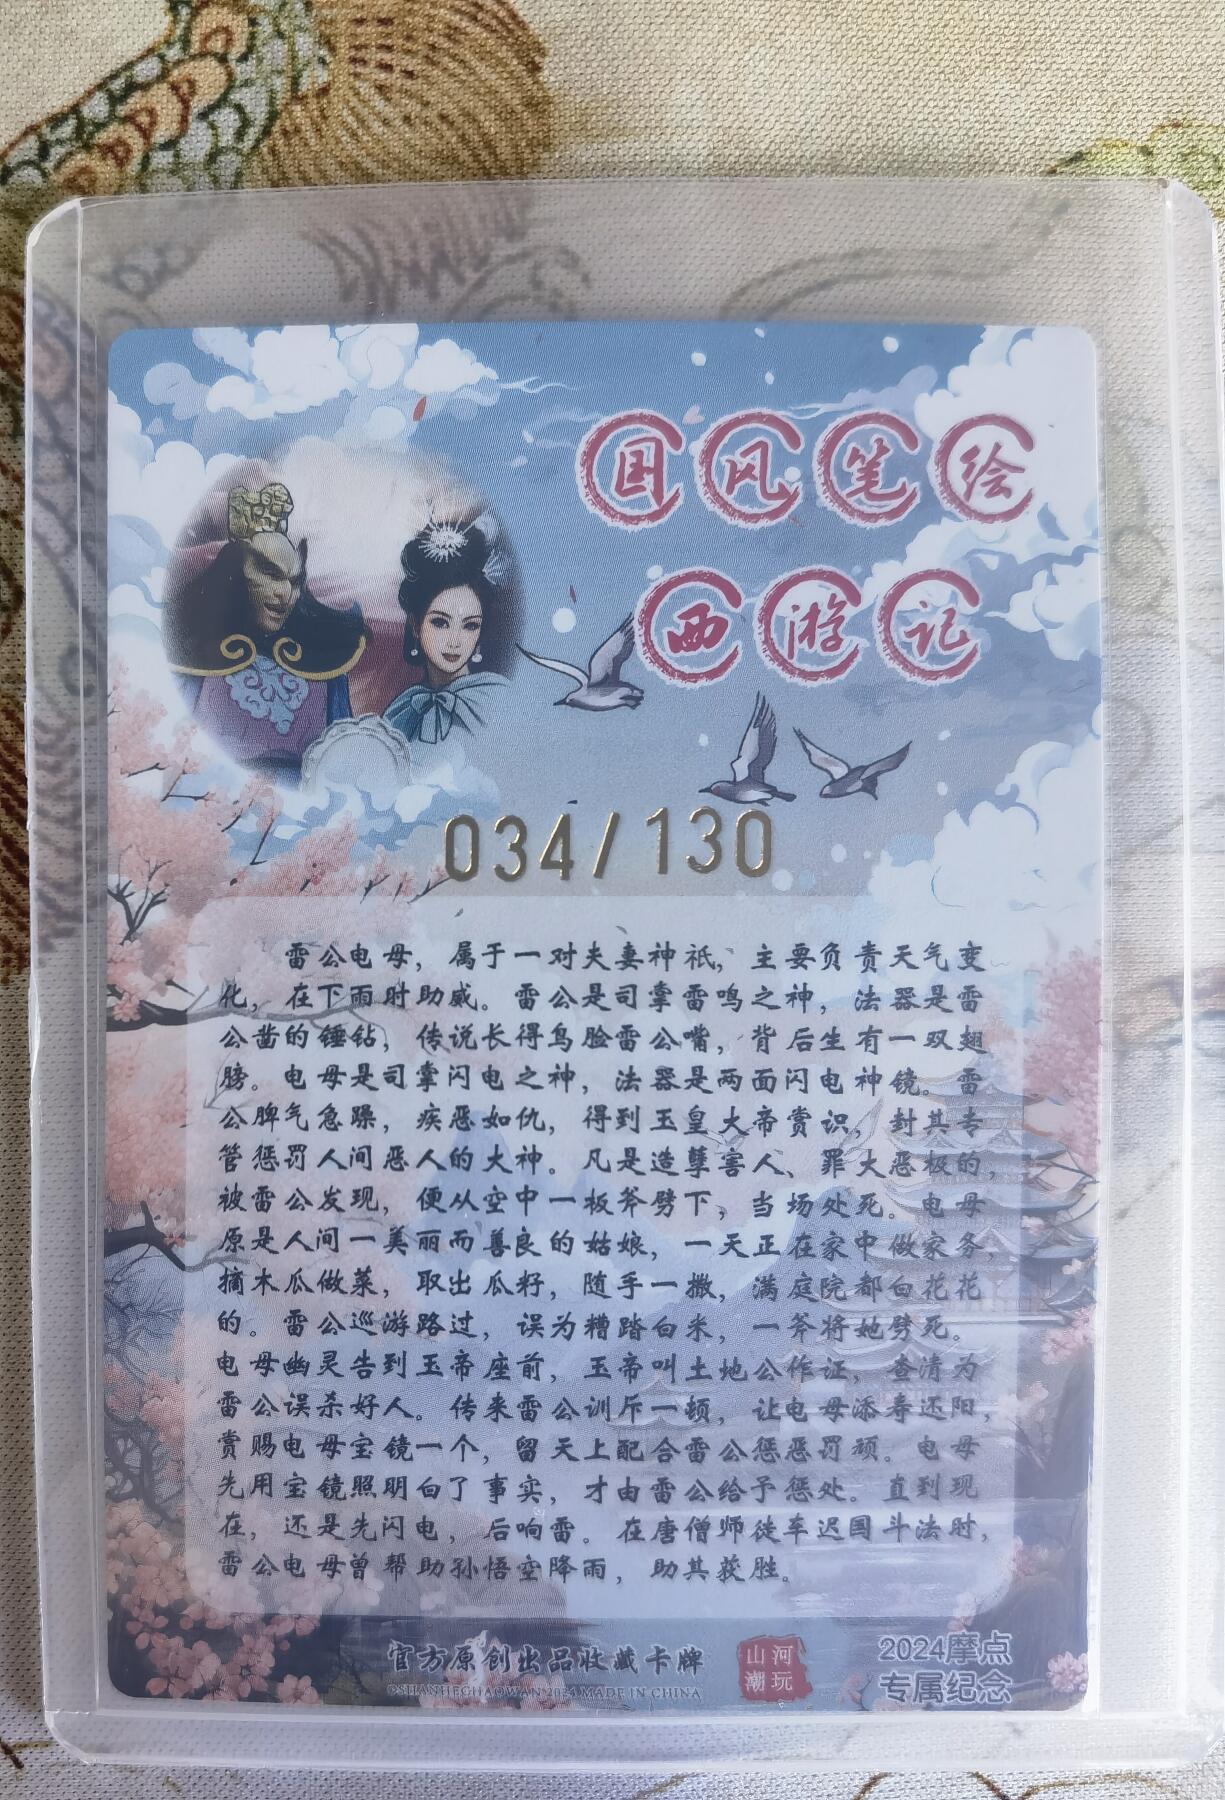 国风笔绘
西游记
034/130
雷公电母，属于一对夫妻神祇，主要负责天气变
化，在下雨时助威。雷公是司掌雷鸣之神，法器是雷
公凿的锤钻，传说长得鸟脸雷公嘴，背后生有一双翅
膀。电母是司掌闪电之神，法器是两面闪电神镜。雷
公脾气急躁，疾恶如仇，得到玉皇大帝赏识，封其专
管惩罚人间恶人的大神。凡是造孽害人、罪大恶极的，
被雷公发现，便从空中一板斧劈下，当场处死。电母
原是人间一美丽而善良的姑娘，一天正在家中做家务，
摘木瓜做菜，取出瓜籽，随手一撒，满庭院都白花花
的。雷公巡游路过，误为糟踏白米，一斧将她劈死。
电母幽灵告到玉帝座前，玉帝叫土地公作证，查清为
雷公误杀好人。传来雷公训斥一顿，让电母添寿还阳，
赏赐电母宝镜一个，留天上配合雷公惩恶罚顽。电母
先用宝镜照明白了事实，才由雷公给予惩处。直到现
在，还是先闪电，后响雷。在唐僧师徒车迟国斗法时，
雷公电母曾帮助孙悟空降雨，助其获胜。
官方原创出品收藏卡牌
©SHANHECHAOWAN 2024 MADE IN CHINA
山河
潮玩
2024摩点
专属纪念